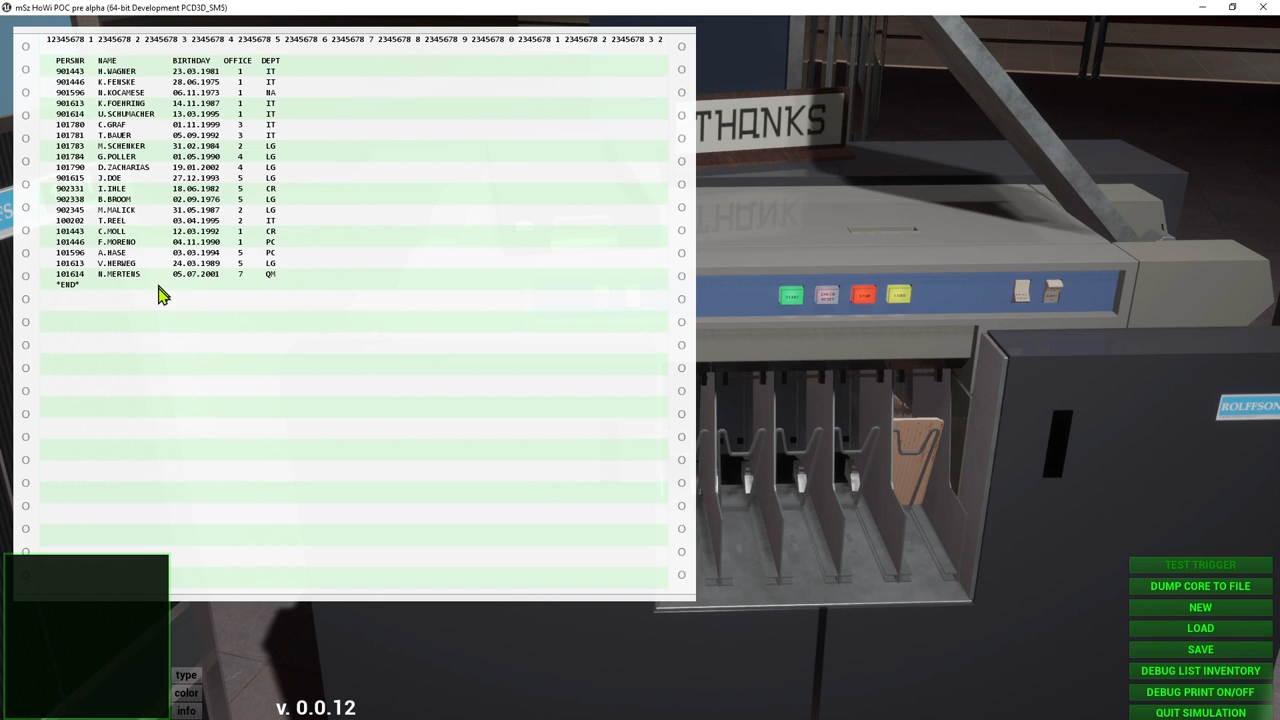 mSz HoWi POC pre alpha (64-bit Development PCD3D_SM5)
12345678 1 2345678 2 2345678 3 2345678 4 2345678 5 2345678 6 2345678 7 2345678 8 2345678 9 2345678 0 2345678 1 2345678 2 2345678 3 2
PERSNR NAME BIRTHDAY OFFICE DEPT
901443 H.WAGNER 23.03.1981 1 IT
901446 K.FENSKE 28.06.1975 1 IT
901596 N.KOCAMESE 06.11.1973 1 NA
901613 K.FOEHRING 14.11.1987 1 IT
901614 U.SCHUMACHER 13.03.1995 1 IT
101780 C.GRAF 01.11.1999 3 IT
101781 T.BAUER 05.09.1992 3 IT
101783 M.SCHENKER 31.02.1984 2 LG
101784 G.POLLER 01.05.1990 4 LG
101790 D.ZACHARIAS 19.01.2002 4 LG
901615 J.DOE 27.12.1993 5 LG
902331 I.IHLE 18.06.1982 5 CR
902338 B.BROOM 02.09.1976 5 LG
902345 M.MALICK 31.05.1987 2 LG
100202 T.REEL 03.04.1995 2 IT
101443 C.MOLL 12.03.1992 1 CR
101446 F.MORENO 04.11.1990 1 PC
101596 A.HASE 03.03.1994 5 PC
101613 V.HERWEG 24.03.1989 5 LG
101614 N.MERTENS 05.07.2001 7 QM
*END*
THANKS
START
STOP
ROLFFSON
TEST TRIGGER
DUMP CORE TO FILE
NEW
LOAD
SAVE
DEBUG LIST INVENTORY
DEBUG PRINT ON/OFF
QUIT SIMULATION
type
color
info
v. 0.0.12